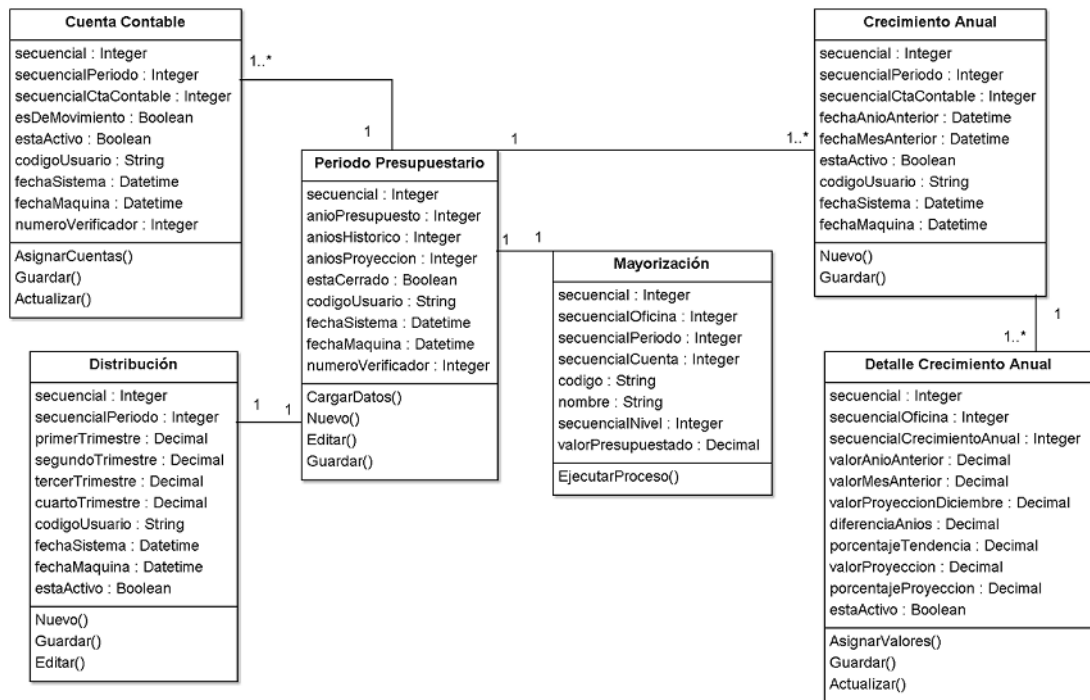 Cuenta Contable
secuencial : Integer
secuencialPeriodo : Integer
secuencialCtaContable : Integer
esDeMovimiento : Boolean
estaActivo : Boolean
codigoUsuario : String
fechaSistema : Datetime
fechaMaquina : Datetime
numeroVerificador : Integer
AsignarCuentas()
Guardar()
Actualizar()
1..*
1
Periodo Presupuestario
secuencial : Integer
anioPresupuesto : Integer
aniosHistorico : Integer
aniosProyeccion : Integer
estaCerrado : Boolean
codigoUsuario : String
fechaSistema : Datetime
fechaMaquina : Datetime
numeroVerificador : Integer
CargarDatos()
Nuevo()
Editar()
Guardar()
1
1..*
Crecimiento Anual
secuencial : Integer
secuencialPeriodo : Integer
secuencialCtaContable : Integer
fechaAnioAnterior : Datetime
fechaMesAnterior : Datetime
estaActivo : Boolean
codigoUsuario : String
fechaSistema : Datetime
fechaMaquina : Datetime
Nuevo()
Guardar()
1
1
Mayorización
secuencial : Integer
secuencialOficina : Integer
secuencialPeriodo : Integer
secuencialCuenta : Integer
codigo : String
nombre : String
secuencialNivel : Integer
valorPresupuestado : Decimal
EjecutarProceso()
1
1..*
Distribución
secuencial : Integer
secuencialPeriodo : Integer
primerTrimestre : Decimal
segundoTrimestre : Decimal
tercerTrimestre : Decimal
cuartoTrimestre : Decimal
codigoUsuario : String
fechaSistema : Datetime
fechaMaquina : Datetime
estaActivo : Boolean
Nuevo()
Guardar()
Editar()
1
1
Detalle Crecimiento Anual
secuencial : Integer
secuencialOficina : Integer
secuencialCrecimientoAnual : Integer
valorAnioAnterior : Decimal
valorMesAnterior : Decimal
valorProyeccionDiciembre : Decimal
diferenciaAnios : Decimal
porcentajeTendencia : Decimal
valorProyeccion : Decimal
porcentajeProyeccion : Decimal
estaActivo : Boolean
AsignarValores()
Guardar()
Actualizar()